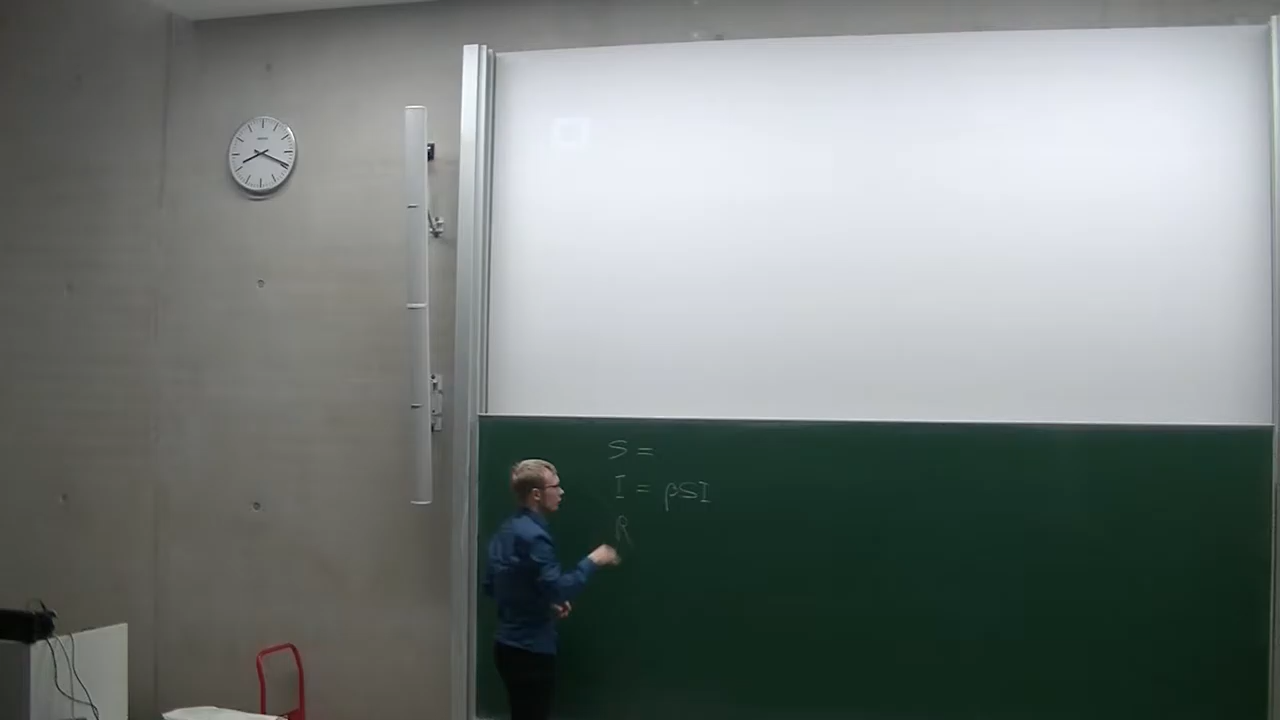 S =
I = βSI
R